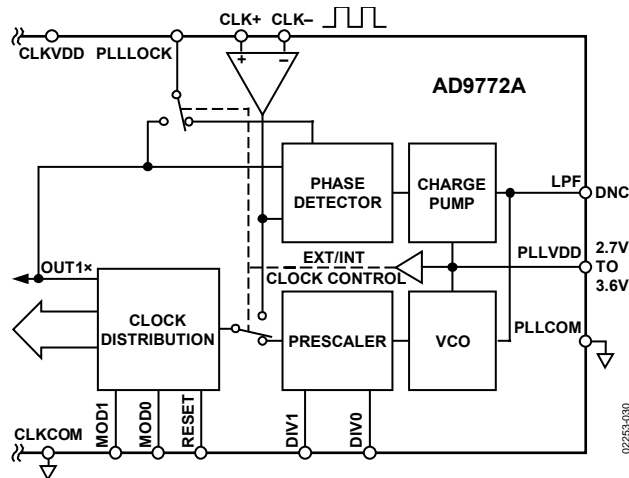 CLK+ CLK–
CLKVDD
PLLLOCK
+ –
AD9772A
PHASE
DETECTOR
CHARGE
PUMP
LPF
DNC
OUT1×
EXT/INT
CLOCK CONTROL
PLLVDD
2.7V
TO
3.6V
CLOCK
DISTRIBUTION
PRESCALER
VCO
PLLCOM
CLKCOM
MOD1
MOD0
RESET
DIV1
DIV0
02253-030